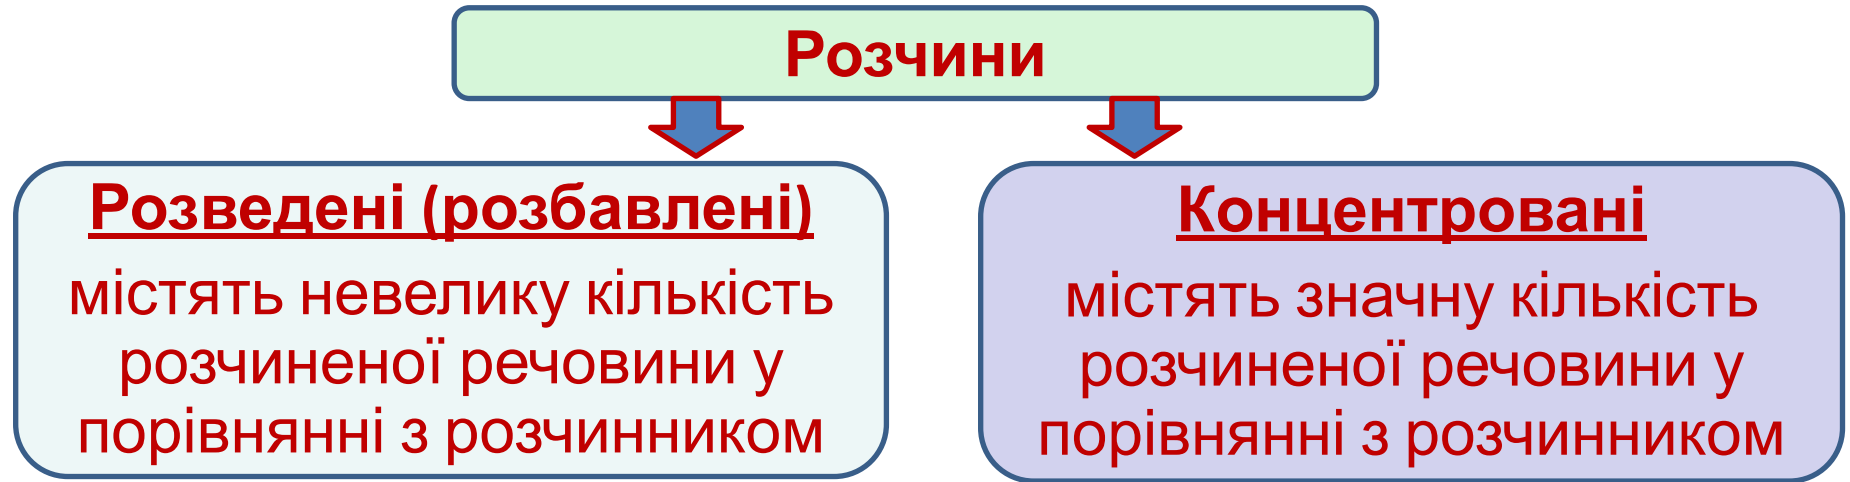 Розчини
Розведені (розбавлені)
містять невелику кількість
розчиненої речовини у
порівнянні з розчинником
Концентровані
містять значну кількість
розчиненої речовини у
порівнянні з розчинником